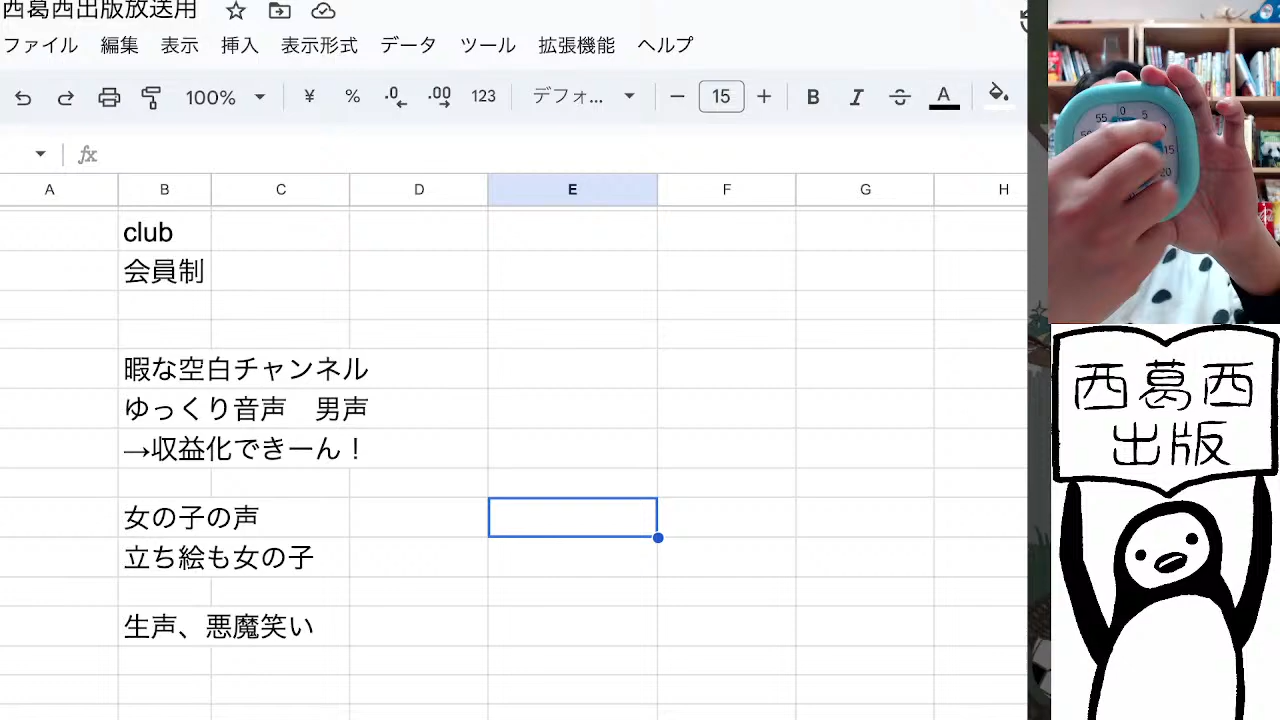 西葛西出版放送用
ファイル 編集 表示 挿入 表示形式 データ ツール 拡張機能 ヘルプ
100% ¥ % .0 .00 123 デフォ... 15 B I S A
fx
A B C D E F G H
club
会員制
暇な空白チャンネル
ゆっくり音声 男声
→収益化できーん！
女の子の声
立ち絵も女の子
生声、悪魔笑い
55 0 5
15
20
西葛西
出版